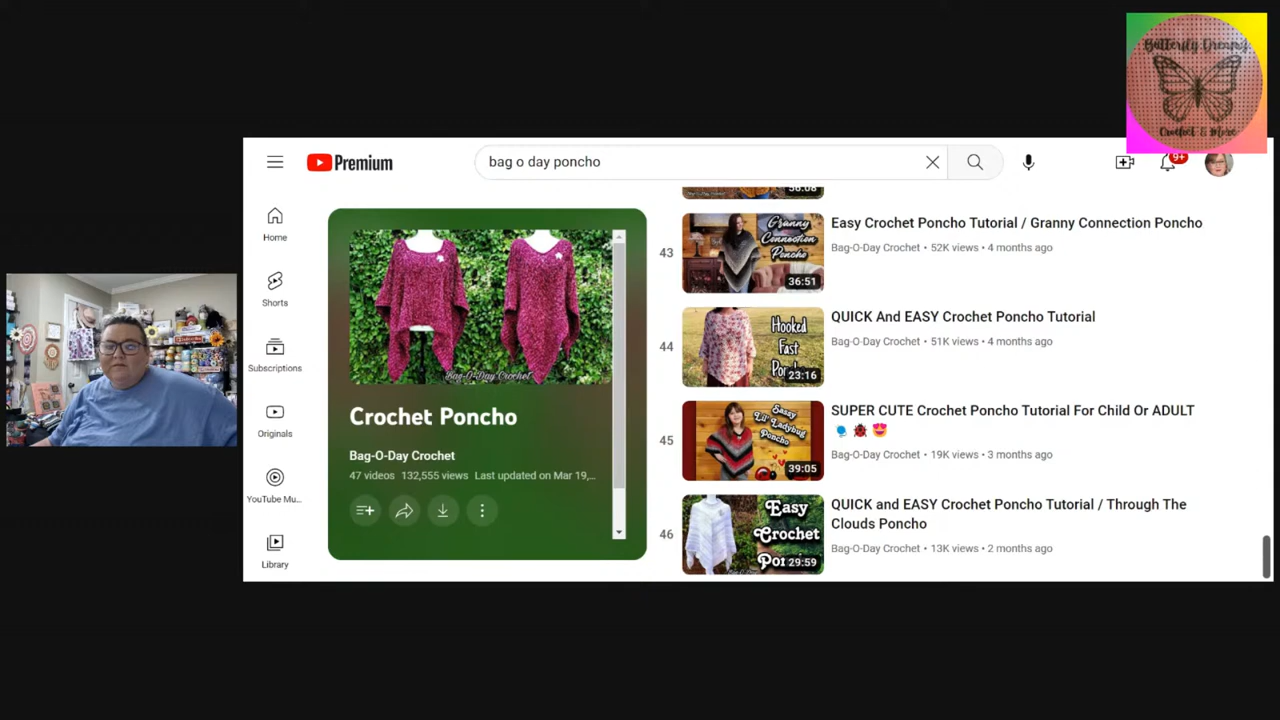 Butterfly Dreamz
Crochet & More
Premium
bag o day poncho
9+
Home
Shorts
Subscriptions
Originals
YouTube Mu...
Library
Bag-O-Day Crochet
Crochet Poncho
Bag-O-Day Crochet
47 videos 132,555 views Last updated on Mar 19,...
36:08
43
Granny
Connection
Poncho
36:51
Easy Crochet Poncho Tutorial / Granny Connection Poncho
Bag-O-Day Crochet • 52K views • 4 months ago
44
Hooked
Fast
23:16
QUICK And EASY Crochet Poncho Tutorial
Bag-O-Day Crochet • 51K views • 4 months ago
45
Sassy
Lil' Ladybug
Poncho
39:05
SUPER CUTE Crochet Poncho Tutorial For Child Or ADULT
🧶 🐞 😍
Bag-O-Day Crochet • 19K views • 3 months ago
46
Easy
Crochet
29:59
QUICK and EASY Crochet Poncho Tutorial / Through The
Clouds Poncho
Bag-O-Day Crochet • 13K views • 2 months ago